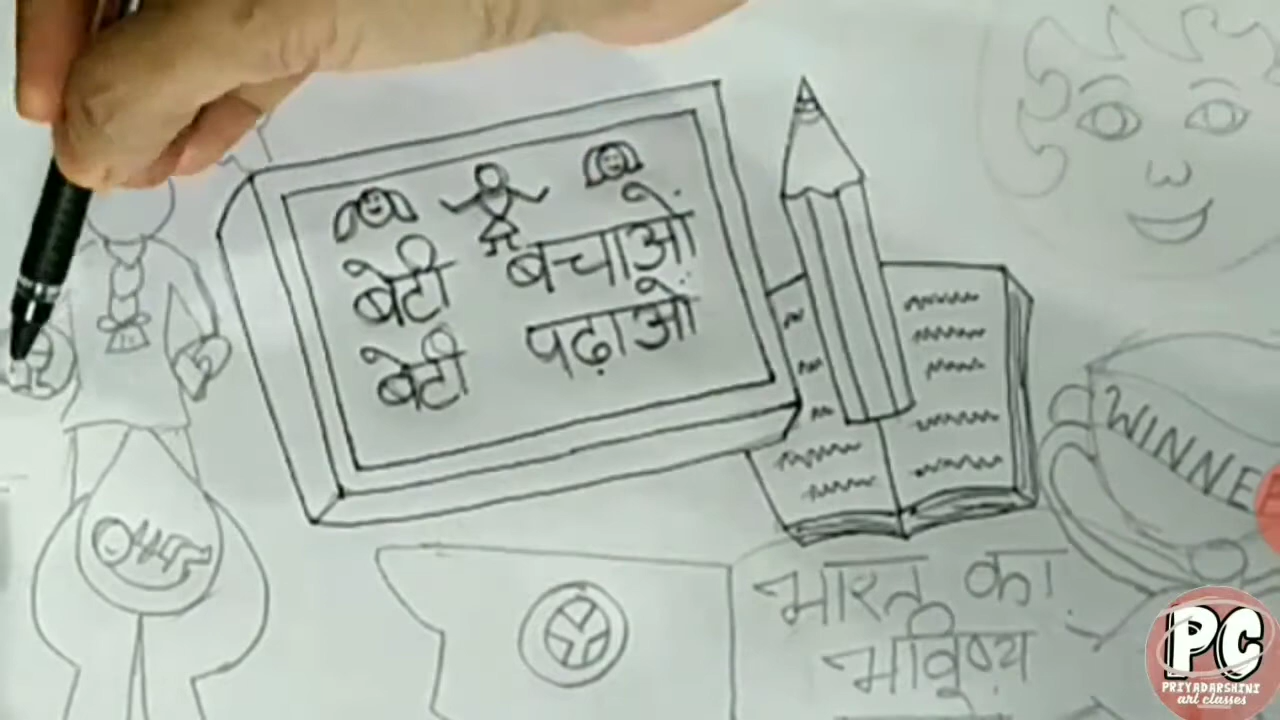 बेटी बचाओं
बेटी पढ़ाओं
WINNE
भारत का
भविष्य
PC
PRIYADARSHINI
art classes